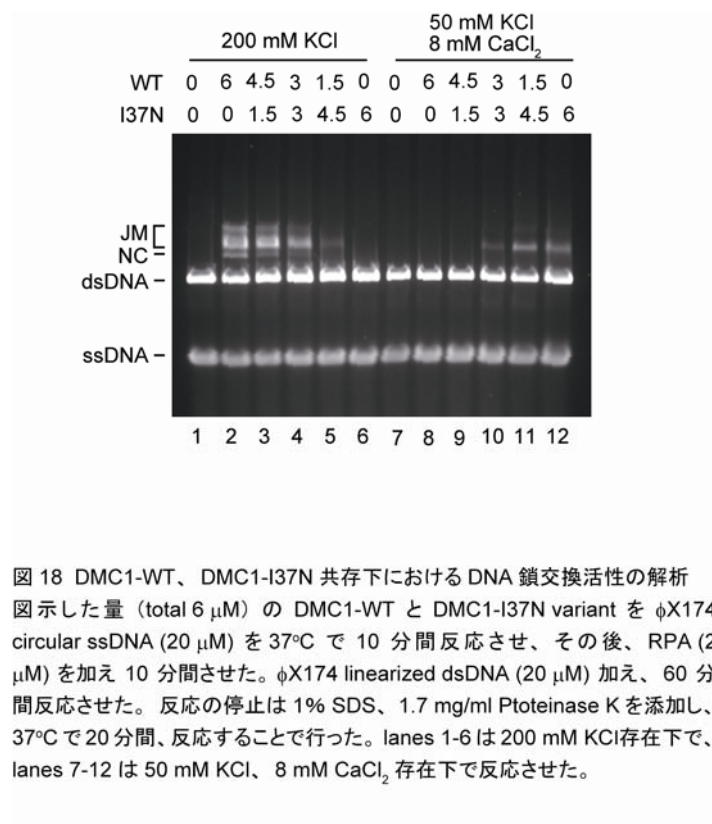 200 mM KCl
50 mM KCl
8 mM CaCl2
WT 0 6 4.5 3 1.5 0 0 6 4.5 3 1.5 0
I37N 0 0 1.5 3 4.5 6 0 0 1.5 3 4.5 6
JM
NC
dsDNA
ssDNA
1 2 3 4 5 6 7 8 9 10 11 12
図 18 DMC1-WT、 DMC1-I37N 共存下における DNA 鎖交換活性の解析
図示した量（total 6 μM）の DMC1-WT と DMC1-I37N variant を ϕX174
circular ssDNA (20 μM) を 37ºC で 10 分間反応させ、その後、RPA (2
μM) を加え 10 分間させた。ϕX174 linearized dsDNA (20 μM) 加え、 60 分
間反応させた。 反応の停止は 1% SDS、 1.7 mg/ml Ptoteinase K を添加し、
37ºC で 20 分間、反応することで行った。lanes 1-6 は 200 mM KCl存在下で、
lanes 7-12 は 50 mM KCl、 8 mM CaCl2 存在下で反応させた。